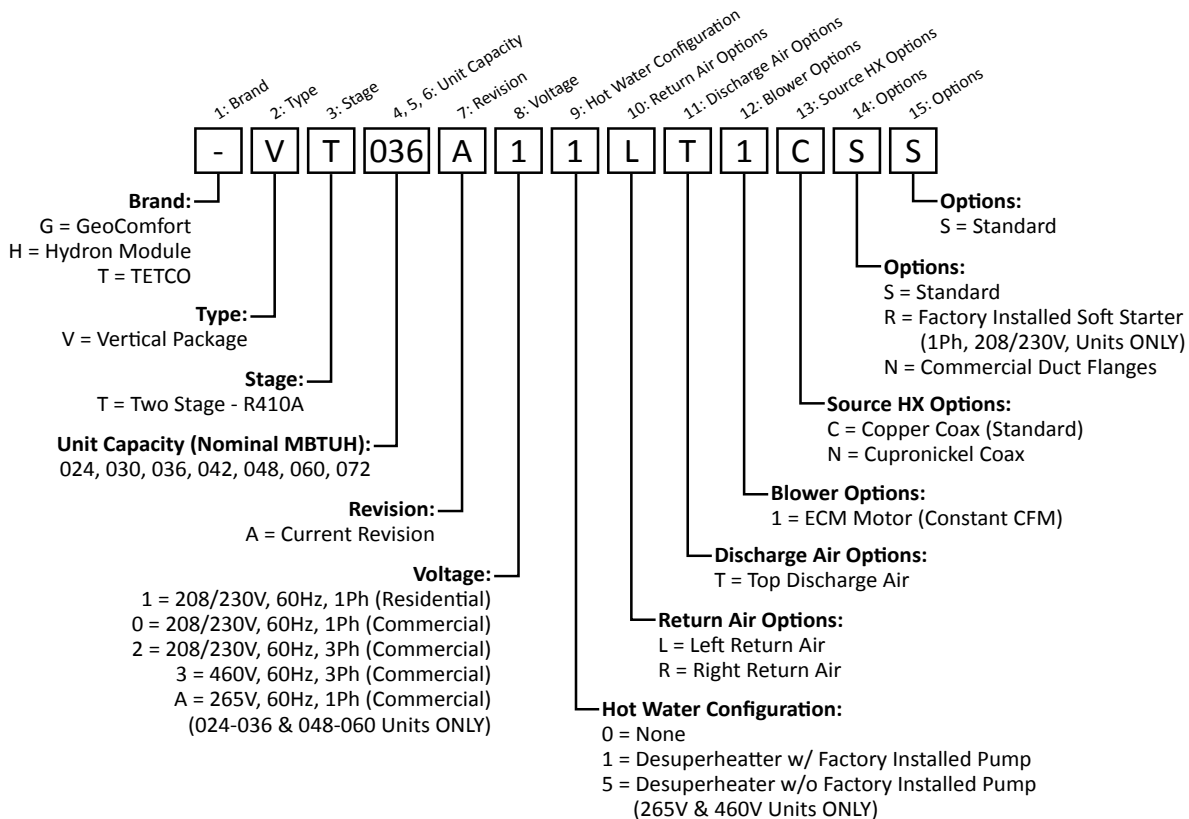 1: Brand
2: Type
3: Stage
4, 5, 6: Unit Capacity
7: Revision
8: Voltage
9: Hot Water Configuration
10: Return Air Options
11: Discharge Air Options
12: Blower Options
13: Source HX Options
14: Options
15: Options
- V T 036 A 1 1 L T 1 C S S
Brand:
G = GeoComfort
H = Hydron Module
T = TETCO
Type:
V = Vertical Package
Stage:
T = Two Stage - R410A
Unit Capacity (Nominal MBTUH):
024, 030, 036, 042, 048, 060, 072
Revision:
A = Current Revision
Voltage:
1 = 208/230V, 60Hz, 1Ph (Residential)
0 = 208/230V, 60Hz, 1Ph (Commercial)
2 = 208/230V, 60Hz, 3Ph (Commercial)
3 = 460V, 60Hz, 3Ph (Commercial)
A = 265V, 60Hz, 1Ph (Commercial)
(024-036 & 048-060 Units ONLY)
Options:
S = Standard
Options:
S = Standard
R = Factory Installed Soft Starter
(1Ph, 208/230V, Units ONLY)
N = Commercial Duct Flanges
Source HX Options:
C = Copper Coax (Standard)
N = Cupronickel Coax
Blower Options:
1 = ECM Motor (Constant CFM)
Discharge Air Options:
T = Top Discharge Air
Return Air Options:
L = Left Return Air
R = Right Return Air
Hot Water Configuration:
0 = None
1 = Desuperheatter w/ Factory Installed Pump
5 = Desuperheater w/o Factory Installed Pump
(265V & 460V Units ONLY)